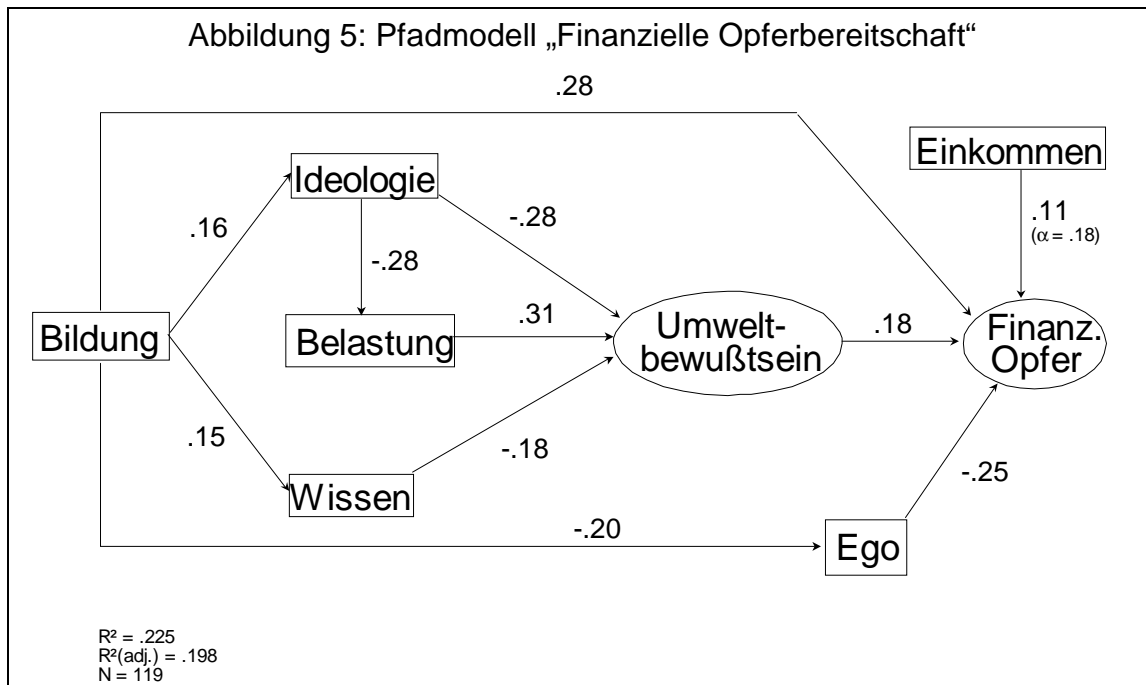 Abbildung 5: Pfadmodell „Finanzielle Opferbereitschaft“
.28
Einkommen
Ideologie
.11
(α = .18)
.16
-.28
-.28
Bildung
Belastung
.31
Umwelt-
bewußtsein
.18
Finanz.
Opfer
.15
-.18
-.25
Wissen
-.20
Ego
R² = .225
R²(adj.) = .198
N = 119